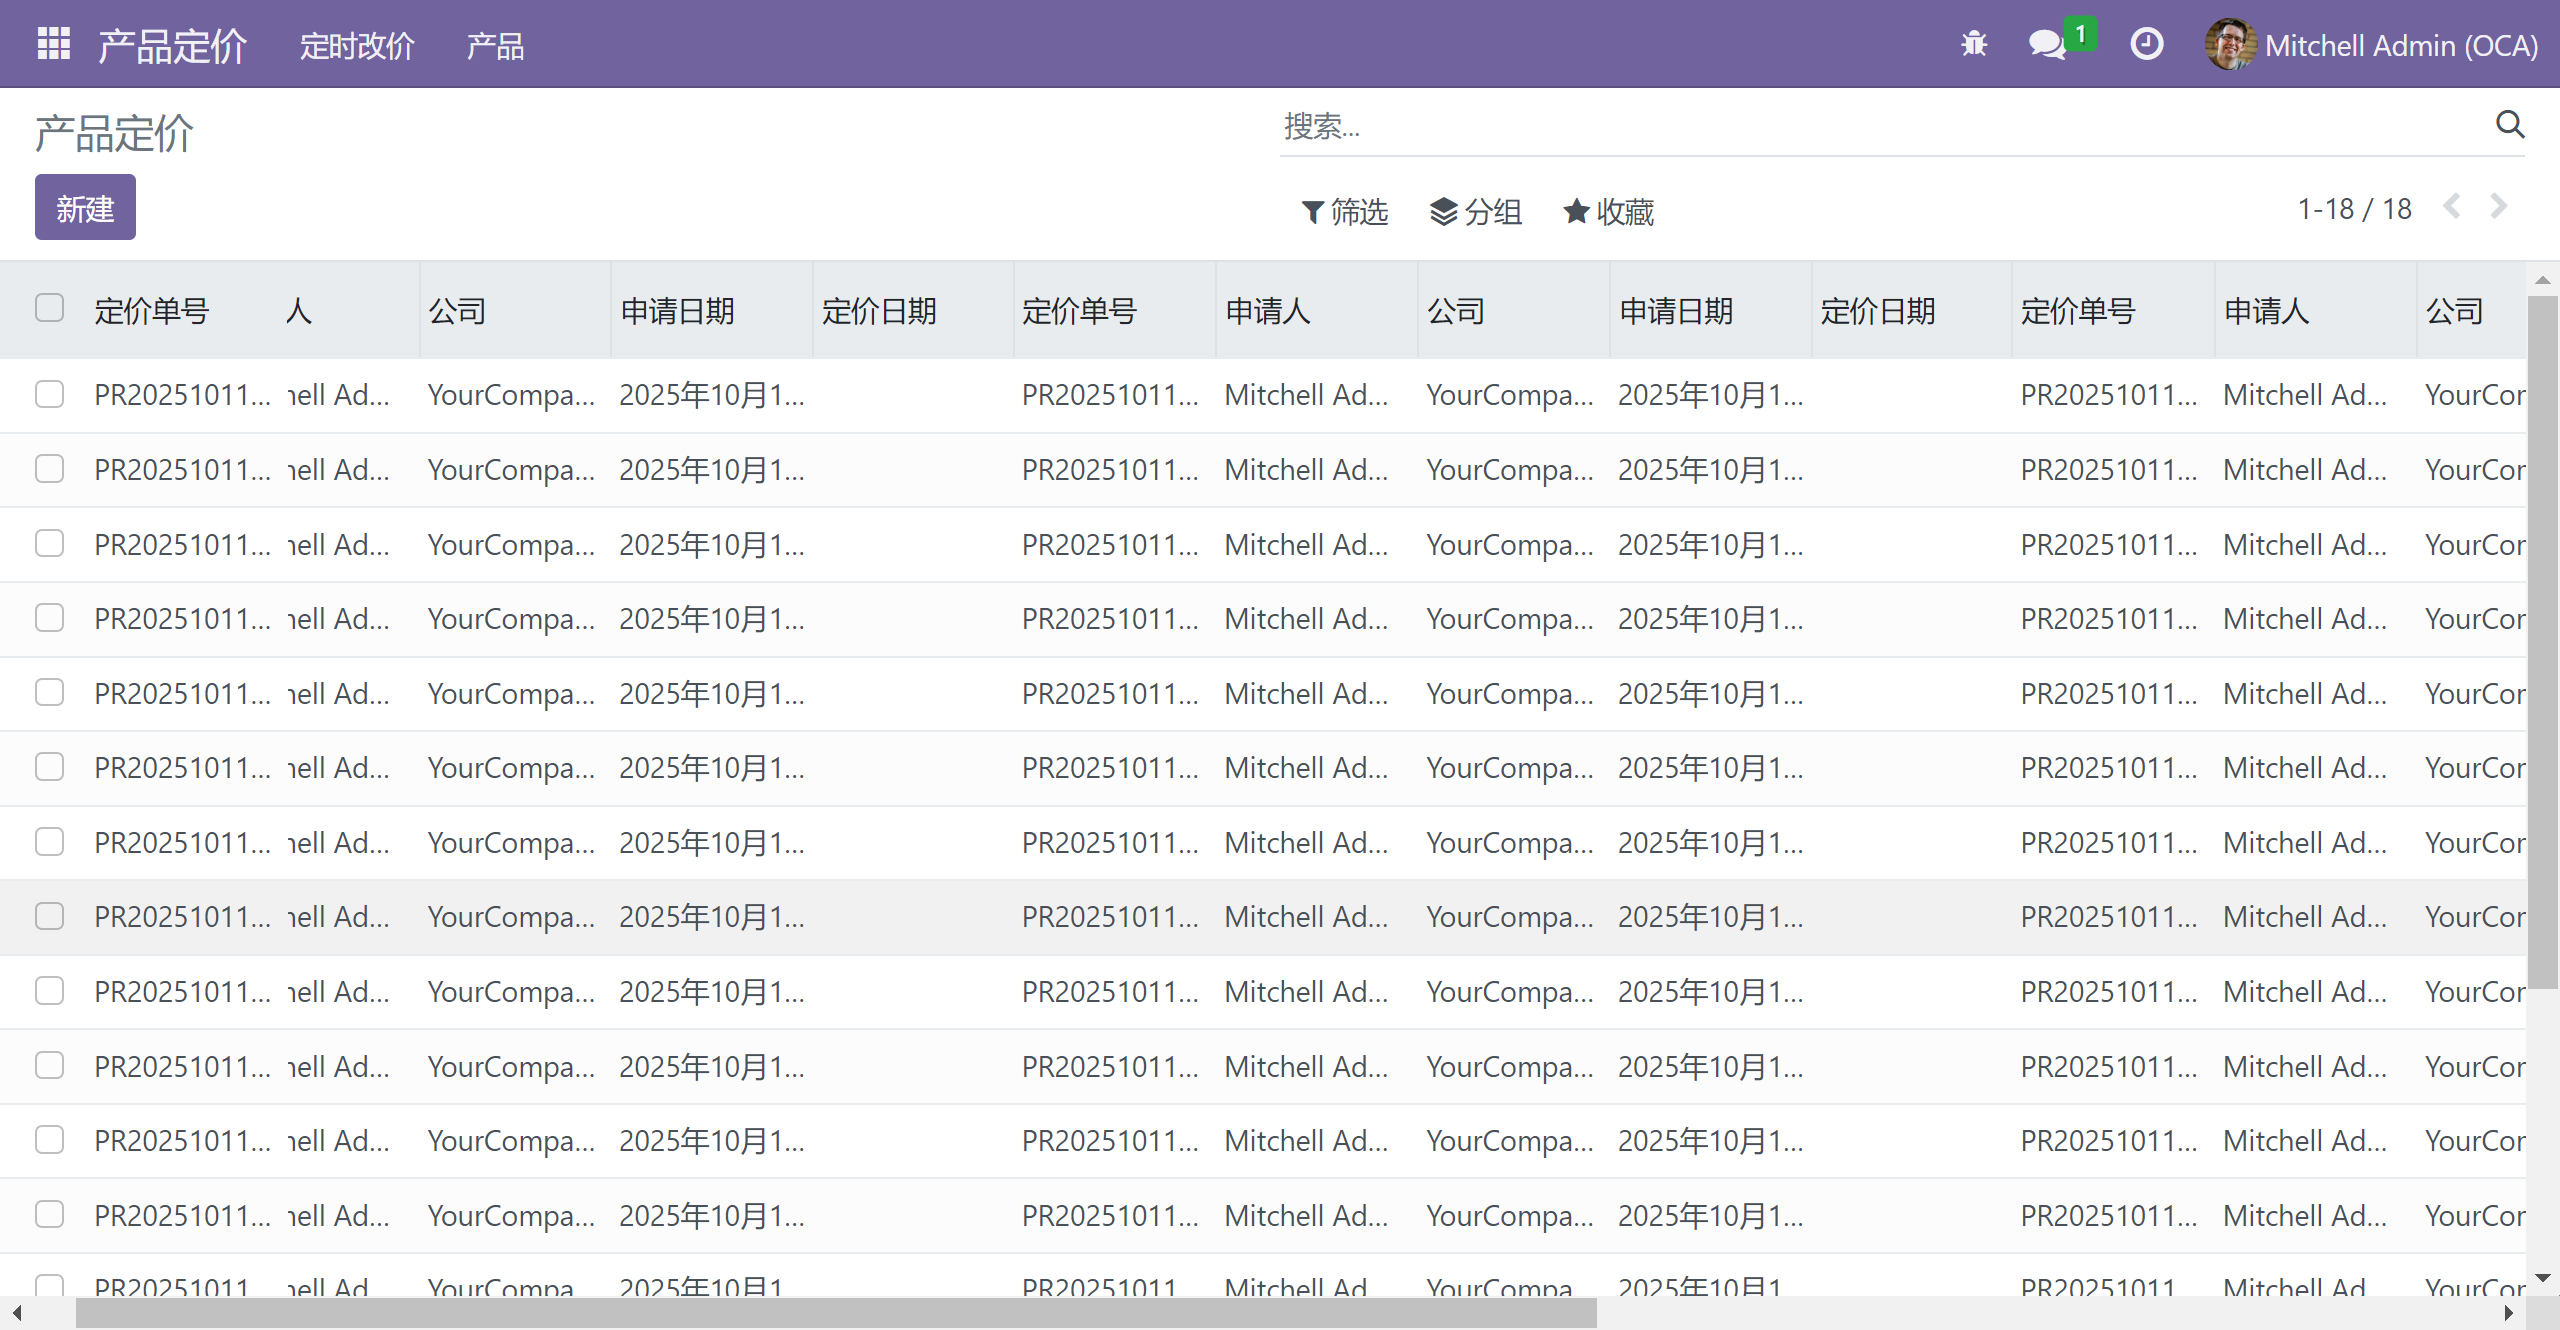 产品定价 定时改价 产品 1 Mitchell Admin (OCA)
产品定价 搜索...
新建 筛选 分组 收藏 1-18 / 18
定价单号 人 公司 申请日期 定价日期 定价单号 申请人 公司 申请日期 定价日期 定价单号 申请人 公司
PR20251011... hell Ad... YourCompa... 2025年10月1... PR20251011... Mitchell Ad... YourCompa... 2025年10月1... PR20251011... Mitchell Ad... YourCor
PR20251011... hell Ad... YourCompa... 2025年10月1... PR20251011... Mitchell Ad... YourCompa... 2025年10月1... PR20251011... Mitchell Ad... YourCor
PR20251011... hell Ad... YourCompa... 2025年10月1... PR20251011... Mitchell Ad... YourCompa... 2025年10月1... PR20251011... Mitchell Ad... YourCor
PR20251011... hell Ad... YourCompa... 2025年10月1... PR20251011... Mitchell Ad... YourCompa... 2025年10月1... PR20251011... Mitchell Ad... YourCor
PR20251011... hell Ad... YourCompa... 2025年10月1... PR20251011... Mitchell Ad... YourCompa... 2025年10月1... PR20251011... Mitchell Ad... YourCor
PR20251011... hell Ad... YourCompa... 2025年10月1... PR20251011... Mitchell Ad... YourCompa... 2025年10月1... PR20251011... Mitchell Ad... YourCor
PR20251011... hell Ad... YourCompa... 2025年10月1... PR20251011... Mitchell Ad... YourCompa... 2025年10月1... PR20251011... Mitchell Ad... YourCor
PR20251011... hell Ad... YourCompa... 2025年10月1... PR20251011... Mitchell Ad... YourCompa... 2025年10月1... PR20251011... Mitchell Ad... YourCor
PR20251011... hell Ad... YourCompa... 2025年10月1... PR20251011... Mitchell Ad... YourCompa... 2025年10月1... PR20251011... Mitchell Ad... YourCor
PR20251011... hell Ad... YourCompa... 2025年10月1... PR20251011... Mitchell Ad... YourCompa... 2025年10月1... PR20251011... Mitchell Ad... YourCor
PR20251011... hell Ad... YourCompa... 2025年10月1... PR20251011... Mitchell Ad... YourCompa... 2025年10月1... PR20251011... Mitchell Ad... YourCor
PR20251011... hell Ad... YourCompa... 2025年10月1... PR20251011... Mitchell Ad... YourCompa... 2025年10月1... PR20251011... Mitchell Ad... YourCor
PR20251011 hell Ad YourCompa 2025年10月1 PR20251011 Mitchell Ad YourCompa 2025年10月1 PR20251011 Mitchell Ad YourCor